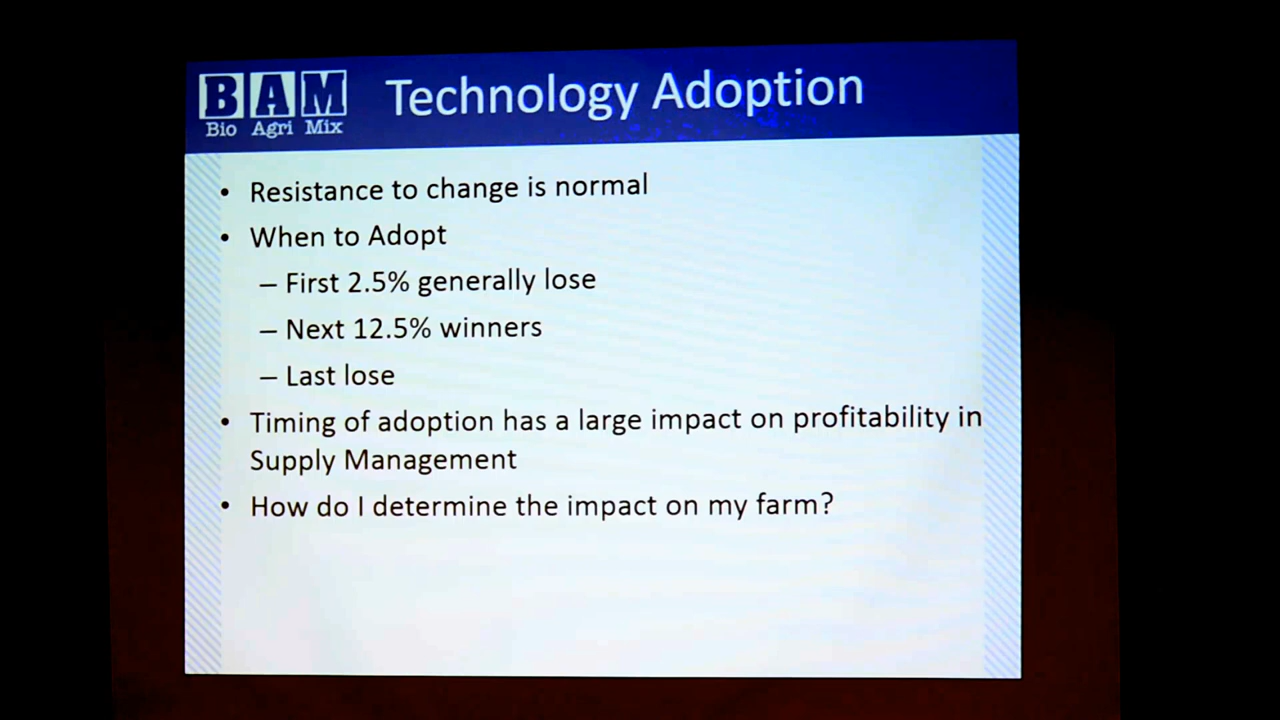 BAM
Bio Agri Mix
Technology Adoption
• Resistance to change is normal
• When to Adopt
– First 2.5% generally lose
– Next 12.5% winners
– Last lose
• Timing of adoption has a large impact on profitability in
Supply Management
• How do I determine the impact on my farm?